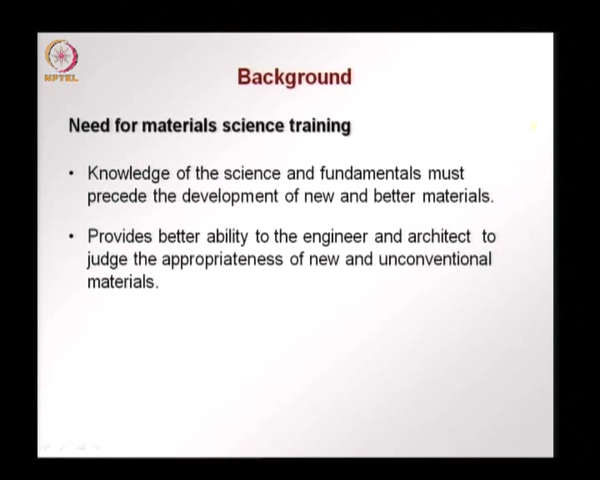 NPTEL
Background
Need for materials science training
• Knowledge of the science and fundamentals must
precede the development of new and better materials.
• Provides better ability to the engineer and architect to
judge the appropriateness of new and unconventional
materials.